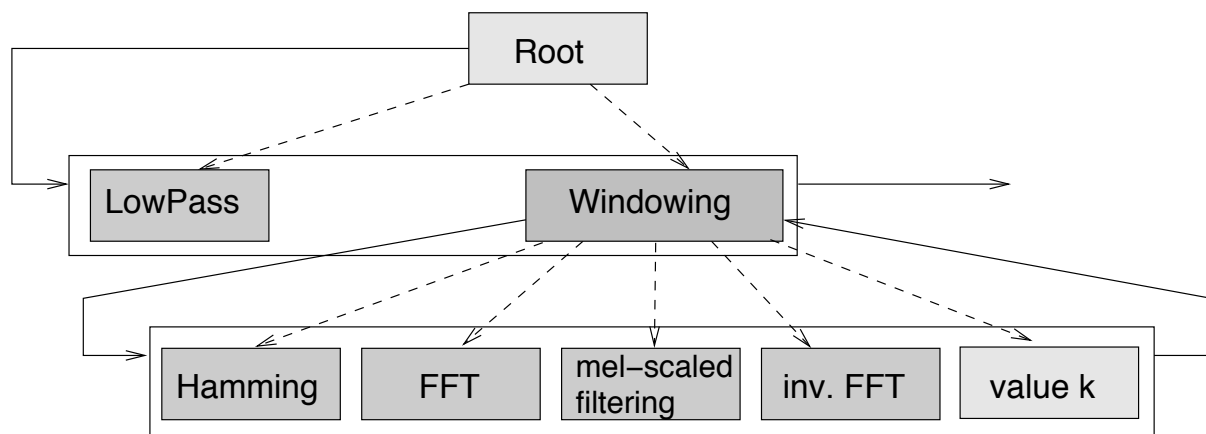 Root
LowPass
Windowing
Hamming
FFT
mel−scaled
filtering
inv. FFT
value k